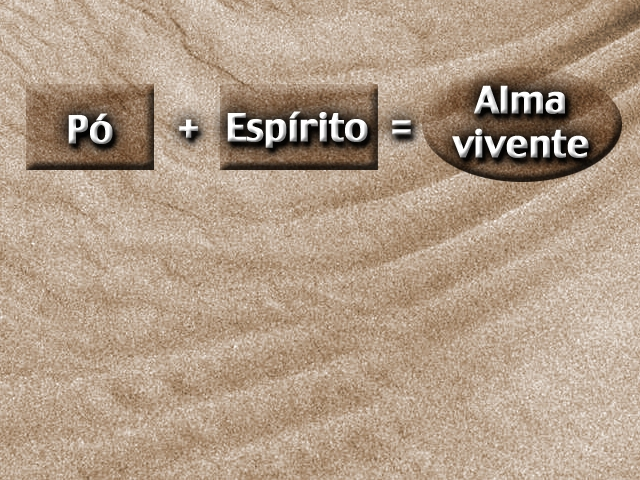 Pó + Espírito = Alma
vivente